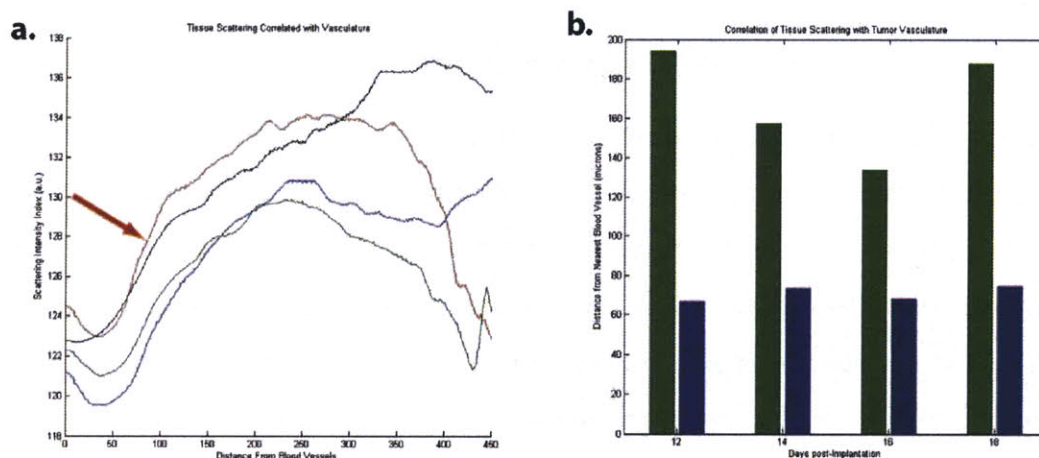 a.
Tissue Scattering Correlated with Vasculature
138
136
134
132
130
128
126
124
122
120
118
Scattering Intensity Index (a.u.)
0 50 100 150 200 250 300 350 400 450
Distance From Blood Vessels
b.
Correlation of Tissue Scattering with Tumor Vasculature
200
180
160
140
120
100
80
60
40
20
0
Distance from Nearest Blood Vessel (microns)
12 14 16 18
Days post-Implantation